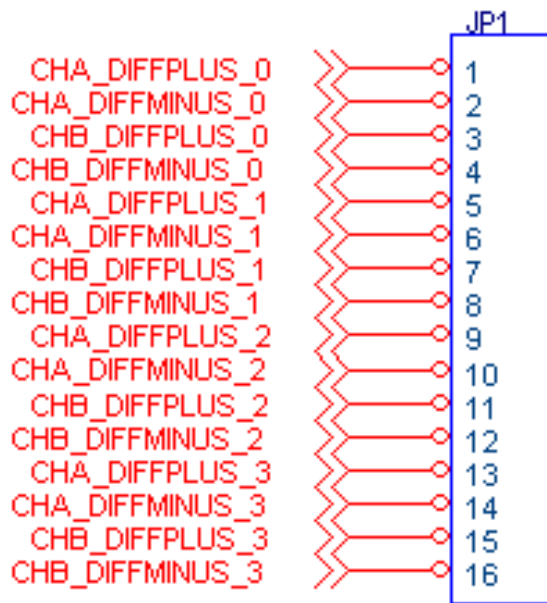 JP1
CHA_DIFFPLUS_0 1
CHA_DIFFMINUS_0 2
CHB_DIFFPLUS_0 3
CHB_DIFFMINUS_0 4
CHA_DIFFPLUS_1 5
CHA_DIFFMINUS_1 6
CHB_DIFFPLUS_1 7
CHB_DIFFMINUS_1 8
CHA_DIFFPLUS_2 9
CHA_DIFFMINUS_2 10
CHB_DIFFPLUS_2 11
CHB_DIFFMINUS_2 12
CHA_DIFFPLUS_3 13
CHA_DIFFMINUS_3 14
CHB_DIFFPLUS_3 15
CHB_DIFFMINUS_3 16